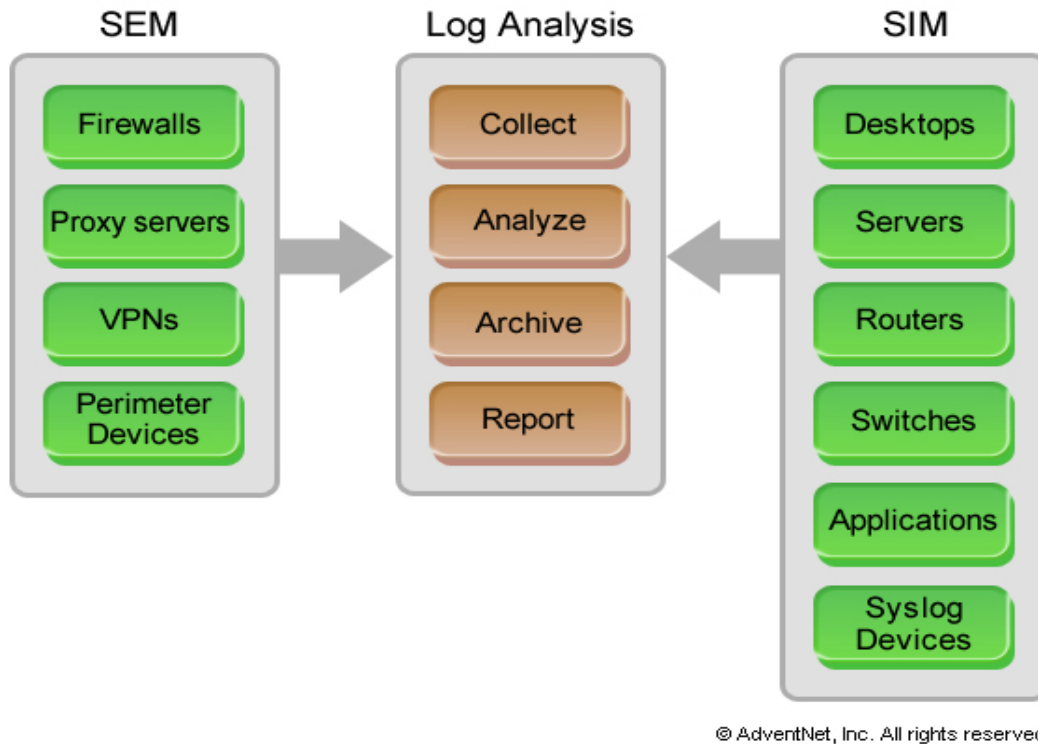 SEM
Firewalls
Proxy servers
VPNs
Perimeter
Devices
Log Analysis
Collect
Analyze
Archive
Report
SIM
Desktops
Servers
Routers
Switches
Applications
Syslog
Devices
© AdventNet, Inc. All rights reserved